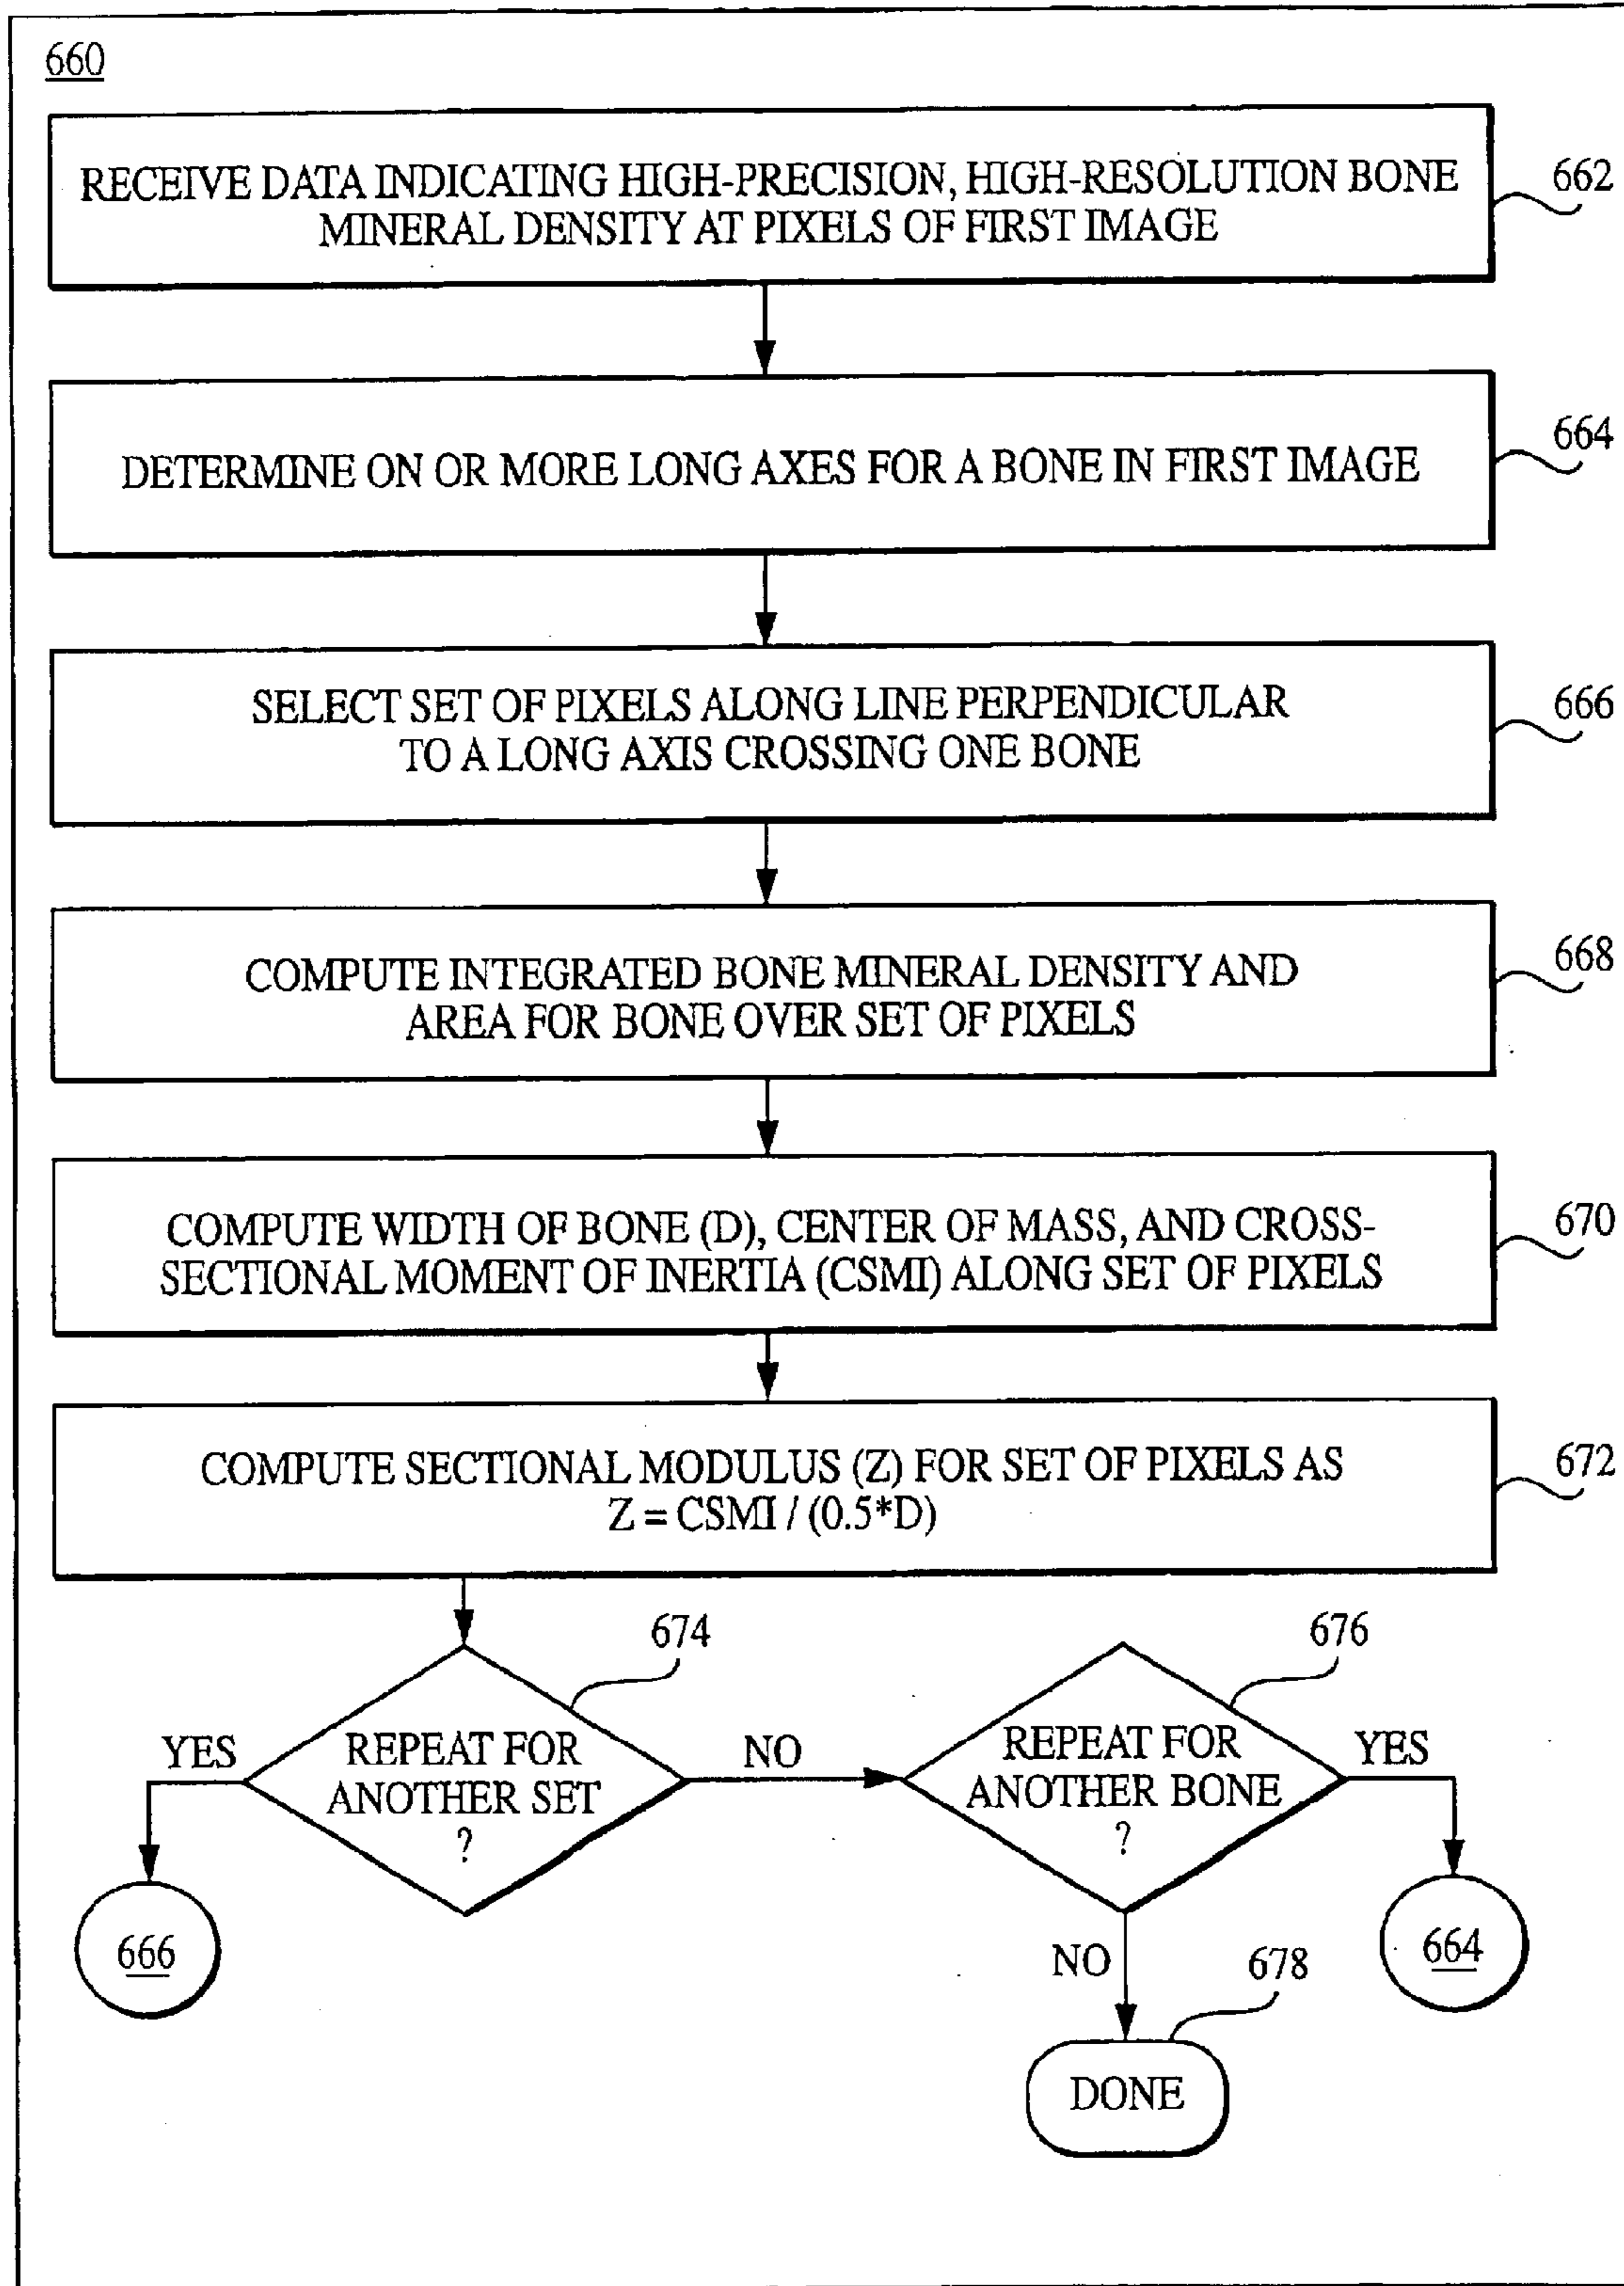 660
RECEIVE DATA INDICATING HIGH-PRECISION, HIGH-RESOLUTION BONE
MINERAL DENSITY AT PIXELS OF FIRST IMAGE
662
DETERMINE ON OR MORE LONG AXES FOR A BONE IN FIRST IMAGE
664
SELECT SET OF PIXELS ALONG LINE PERPENDICULAR
TO A LONG AXIS CROSSING ONE BONE
666
COMPUTE INTEGRATED BONE MINERAL DENSITY AND
AREA FOR BONE OVER SET OF PIXELS
668
COMPUTE WIDTH OF BONE (D), CENTER OF MASS, AND CROSS-
SECTIONAL MOMENT OF INERTIA (CSMI) ALONG SET OF PIXELS
670
COMPUTE SECTIONAL MODULUS (Z) FOR SET OF PIXELS AS
Z = CSMI / (0.5*D)
672
674
REPEAT FOR
ANOTHER SET
?
YES
NO
666
676
REPEAT FOR
ANOTHER BONE
?
YES
NO
664
678
DONE